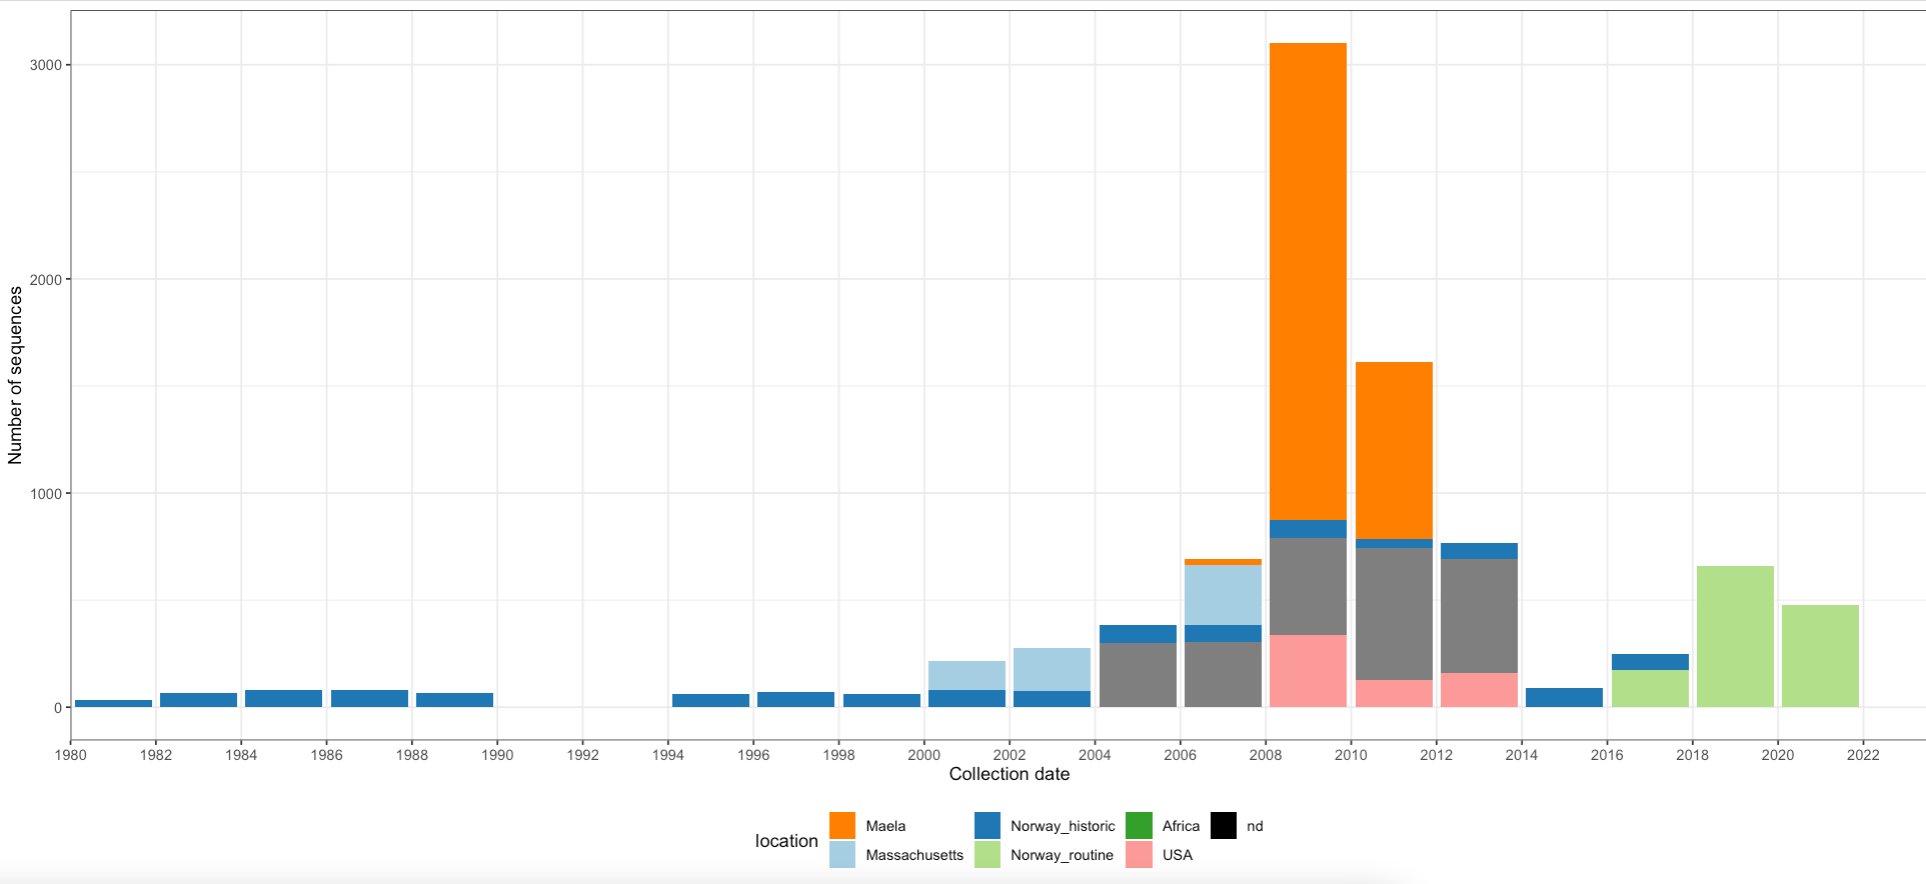 Number of sequences
3000
2000
1000
0
1980 1982 1984 1986 1988 1990 1992 1994 1996 1998 2000 2002 2004 2006 2008 2010 2012 2014 2016 2018 2020 2022
Collection date
location
Maela Norway_historic Africa nd
Massachusetts Norway_routine USA